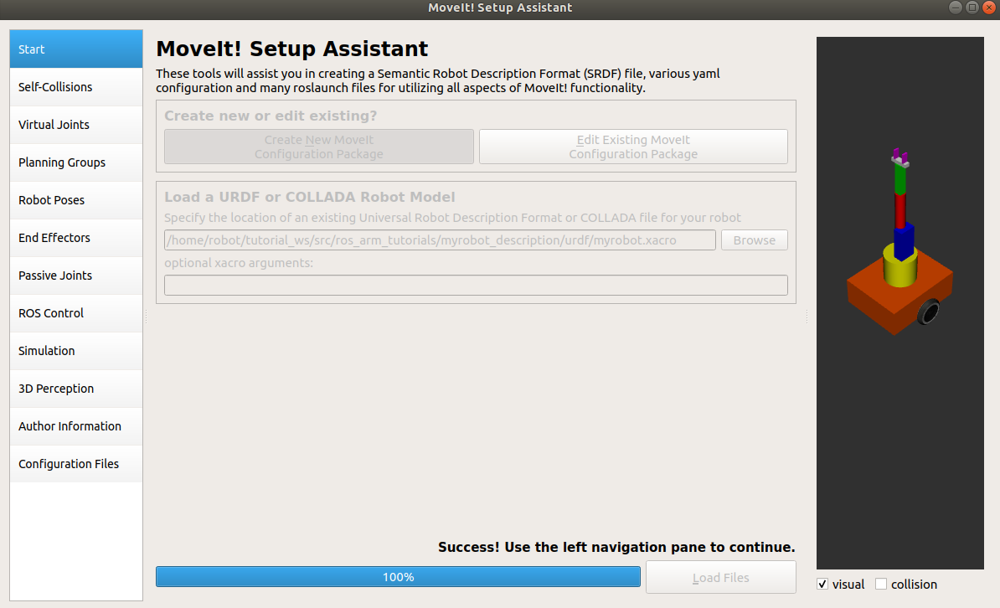 MoveIt! Setup Assistant
Start
Self-Collisions
Virtual Joints
Planning Groups
Robot Poses
End Effectors
Passive Joints
ROS Control
Simulation
3D Perception
Author Information
Configuration Files
MoveIt! Setup Assistant
These tools will assist you in creating a Semantic Robot Description Format (SRDF) file, various yaml
configuration and many roslaunch files for utilizing all aspects of MoveIt! functionality.
Create new or edit existing?
Create New MoveIt
Configuration Package
Edit Existing MoveIt
Configuration Package
Load a URDF or COLLADA Robot Model
Specify the location of an existing Universal Robot Description Format or COLLADA file for your robot
/home/robot/tutorial_ws/src/ros_arm_tutorials/myrobot_description/urdf/myrobot.xacro
Browse
optional xacro arguments:
Success! Use the left navigation pane to continue.
100%
Load Files
visual
collision